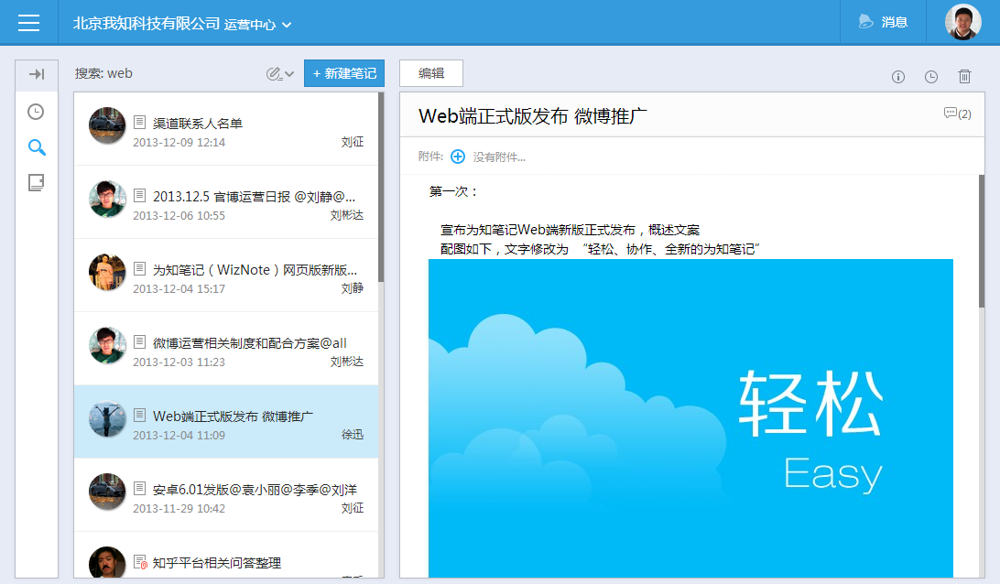 北京我知科技有限公司 运营中心
消息
搜索: web
+ 新建笔记
编辑
渠道联系人名单
2013-12-09 12:14
刘征
2013.12.5 官博运营日报 @刘静@...
2013-12-06 10:55
刘彬达
为知笔记（WizNote）网页版新版...
2013-12-04 15:17
刘静
微博运营相关制度和配合方案@all
2013-12-03 11:23
刘彬达
Web端正式版发布 微博推广
2013-12-04 11:09
徐迅
安卓6.01发版@袁小丽@李季@刘洋
2013-11-29 10:42
刘征
知乎平台相关问答整理
Web端正式版发布 微博推广
(2)
附件:
没有附件...
第一次：
宣布为知笔记Web端新版正式发布，概述文案
配图如下，文字修改为 “轻松、协作、全新的为知笔记”
轻松
Easy